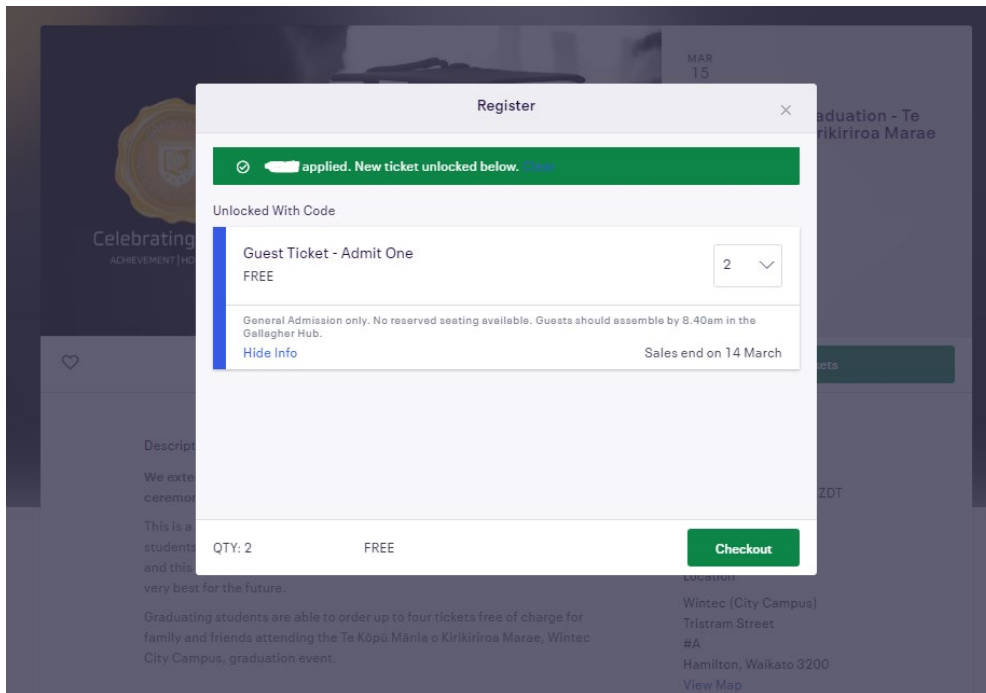 MAR
15
Register
aduation - Te
rikiriroa Marae
applied. New ticket unlocked below. Clear
Unlocked With Code
Celebrating
Guest Ticket - Admit One
FREE
2
General Admission only. No reserved seating available. Guests should assemble by 8.40am in the
Gallagher Hub.
Hide Info
Sales end on 14 March
ckets
Descript
We exte
ceremo
ZDT
This is a
students
and this
very best for the future.
QTY: 2
FREE
Checkout
Location
Graduating students are able to order up to four tickets free of charge for
family and friends attending the Te Kōpū Mānia o Kirikiriroa Marae, Wintec
City Campus, graduation event.
Wintec (City Campus)
Tristram Street
#A
Hamilton, Waikato 3200
View Map